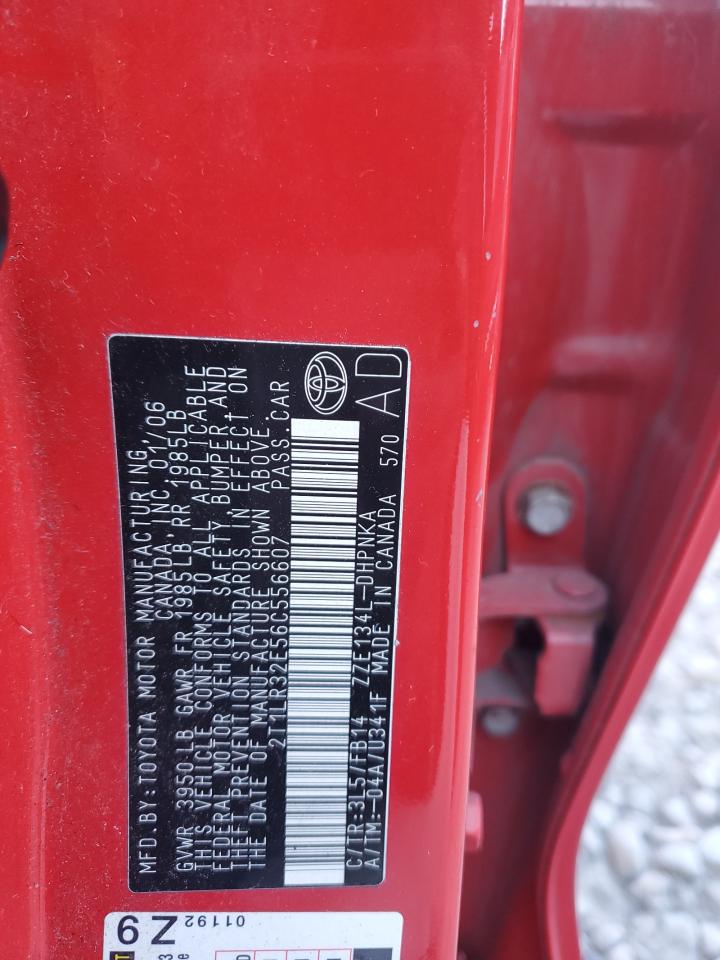 MFD.BY:TOYOTA MOTOR MANUFACTURING,
CANADA,INC 01/06
GVWR 3950 LB GAWR FR 1985LB RR 1985LB
THIS VEHICLE CONFORMS TO ALL APPLICABLE
FEDERAL MOTOR VEHICLE SAFETY,BUMPER,AND
THEFT PREVENTION STANDARDS IN EFFECT ON
THE DATE OF MANUFACTURE SHOWN ABOVE.
2T1LR32E56C556607 PASS.CAR
C/TR:3L5/FB14 ZZE134L-DHPNKA
A/TM:-04A/U341F MADE IN CANADA 570
AD
Z9
01192